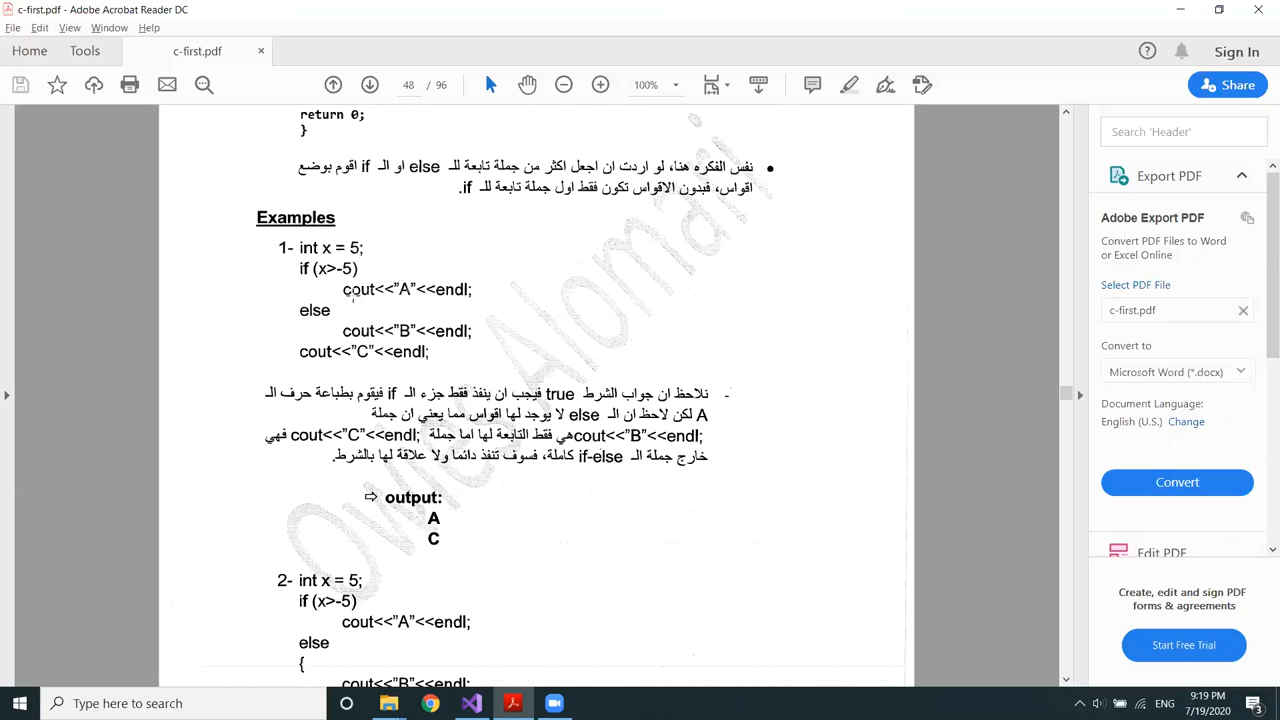 c-first.pdf - Adobe Acrobat Reader DC
File Edit View Window Help
Home Tools c-first.pdf × Sign In
48 / 96 100% Share
return 0;
}
نفس الفكره هنا، لو اردت ان اجعل اكثر من جملة تابعة للـ else او الـ if اقوم بوضع
اقواس، فبدون الاقواس تكون فقط اول جملة تابعة للـ if.
Examples
1- int x = 5;
if (x>-5)
cout<<"A"<<endl;
else
cout<<"B"<<endl;
cout<<"C"<<endl;
- نلاحظ ان جواب الشرط true فيجب ان ينفذ فقط جزء الـ if فيقوم بطباعة حرف الـ
A لكن لاحظ ان الـ else لا يوجد لها اقواس مما يعني ان جملة
cout<<"B"<<endl; هي فقط التابعة لها اما جملة cout<<"C"<<endl; فهي
خارج جملة الـ if-else كاملة، فسوف تنفذ دائما ولا علاقة لها بالشرط.
⇨ output:
A
C
2- int x = 5;
if (x>-5)
cout<<"A"<<endl;
else
{
cout<<"B"<<endl;
Owies Alomari
Search 'Header'
Export PDF
Adobe Export PDF
Convert PDF Files to Word
or Excel Online
Select PDF File
c-first.pdf
Convert to
Microsoft Word (*.docx)
Document Language:
English (U.S.) Change
Convert
Edit PDF
Create, edit and sign PDF
forms & agreements
Start Free Trial
Type here to search
ENG
9:19 PM
7/19/2020
3